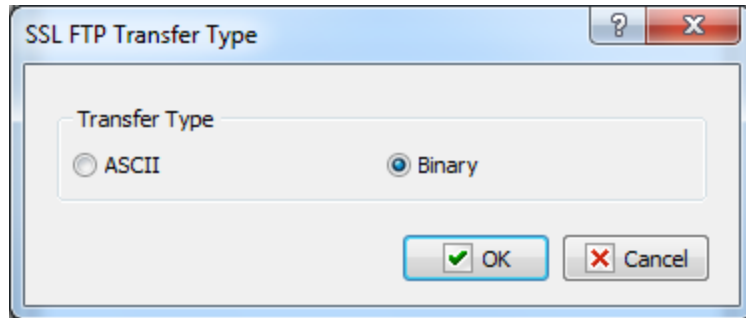 SSL FTP Transfer Type
?
Transfer Type
ASCII Binary
OK Cancel